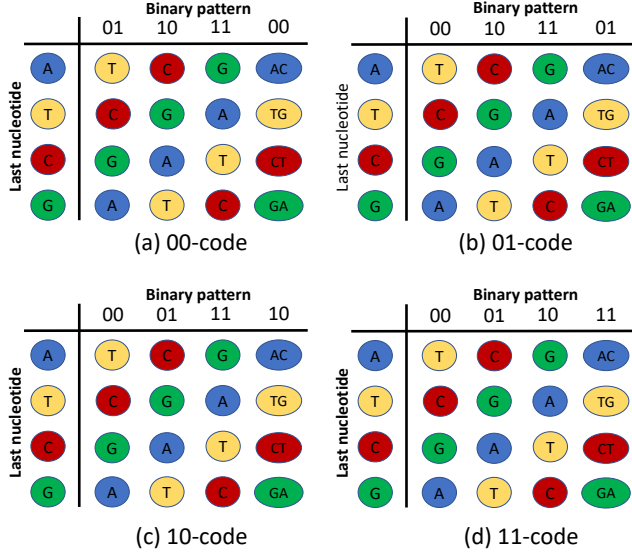 Binary pattern
01 10 11 00
Last nucleotide
A T C G AC
T C G A TG
C G A T CT
G A T C GA
(a) 00-code
Binary pattern
00 10 11 01
Last nucleotide
A T C G AC
T C G A TG
C G A T CT
G A T C GA
(b) 01-code
Binary pattern
00 01 11 10
Last nucleotide
A T C G AC
T C G A TG
C G A T CT
G A T C GA
(c) 10-code
Binary pattern
00 01 10 11
Last nucleotide
A T C G AC
T C G A TG
C G A T CT
G A T C GA
(d) 11-code